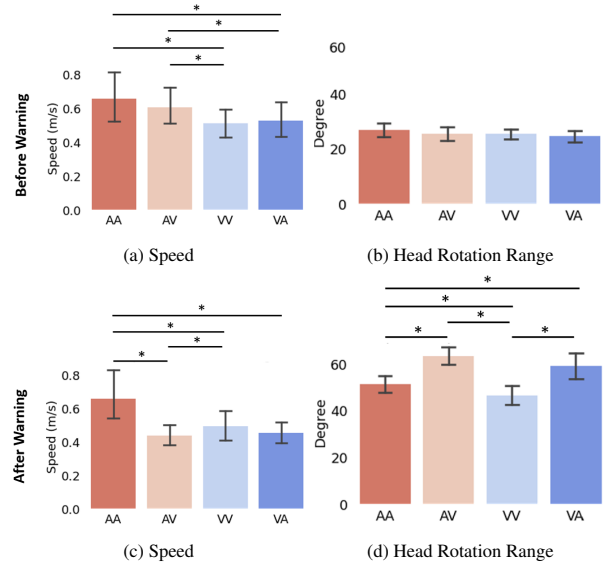 Before Warning
* 
*
*
*
Speed (m/s)
0.8
0.6
0.4
0.2
0.0
AA AV VV VA
(a) Speed
Degree
60
40
20
0
AA AV VV VA
(b) Head Rotation Range
After Warning
*
*
*
*
Speed (m/s)
0.8
0.6
0.4
0.2
0.0
AA AV VV VA
(c) Speed
*
*
*
*
*
Degree
60
40
20
0
AA AV VV VA
(d) Head Rotation Range